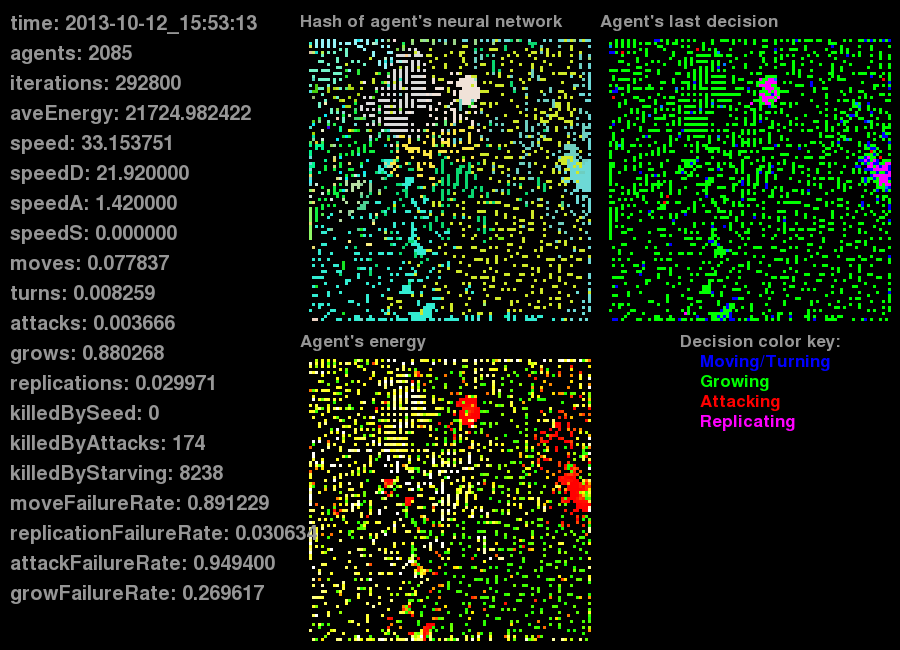 time: 2013-10-12_15:53:13
agents: 2085
iterations: 292800
aveEnergy: 21724.982422
speed: 33.153751
speedD: 21.920000
speedA: 1.420000
speedS: 0.000000
moves: 0.077837
turns: 0.008259
attacks: 0.003666
grows: 0.880268
replications: 0.029971
killedBySeed: 0
killedByAttacks: 174
killedByStarving: 8238
moveFailureRate: 0.891229
replicationFailureRate: 0.030634
attackFailureRate: 0.949400
growFailureRate: 0.269617
Hash of agent's neural network
Agent's last decision
Agent's energy
Decision color key:
Moving/Turning
Growing
Attacking
Replicating